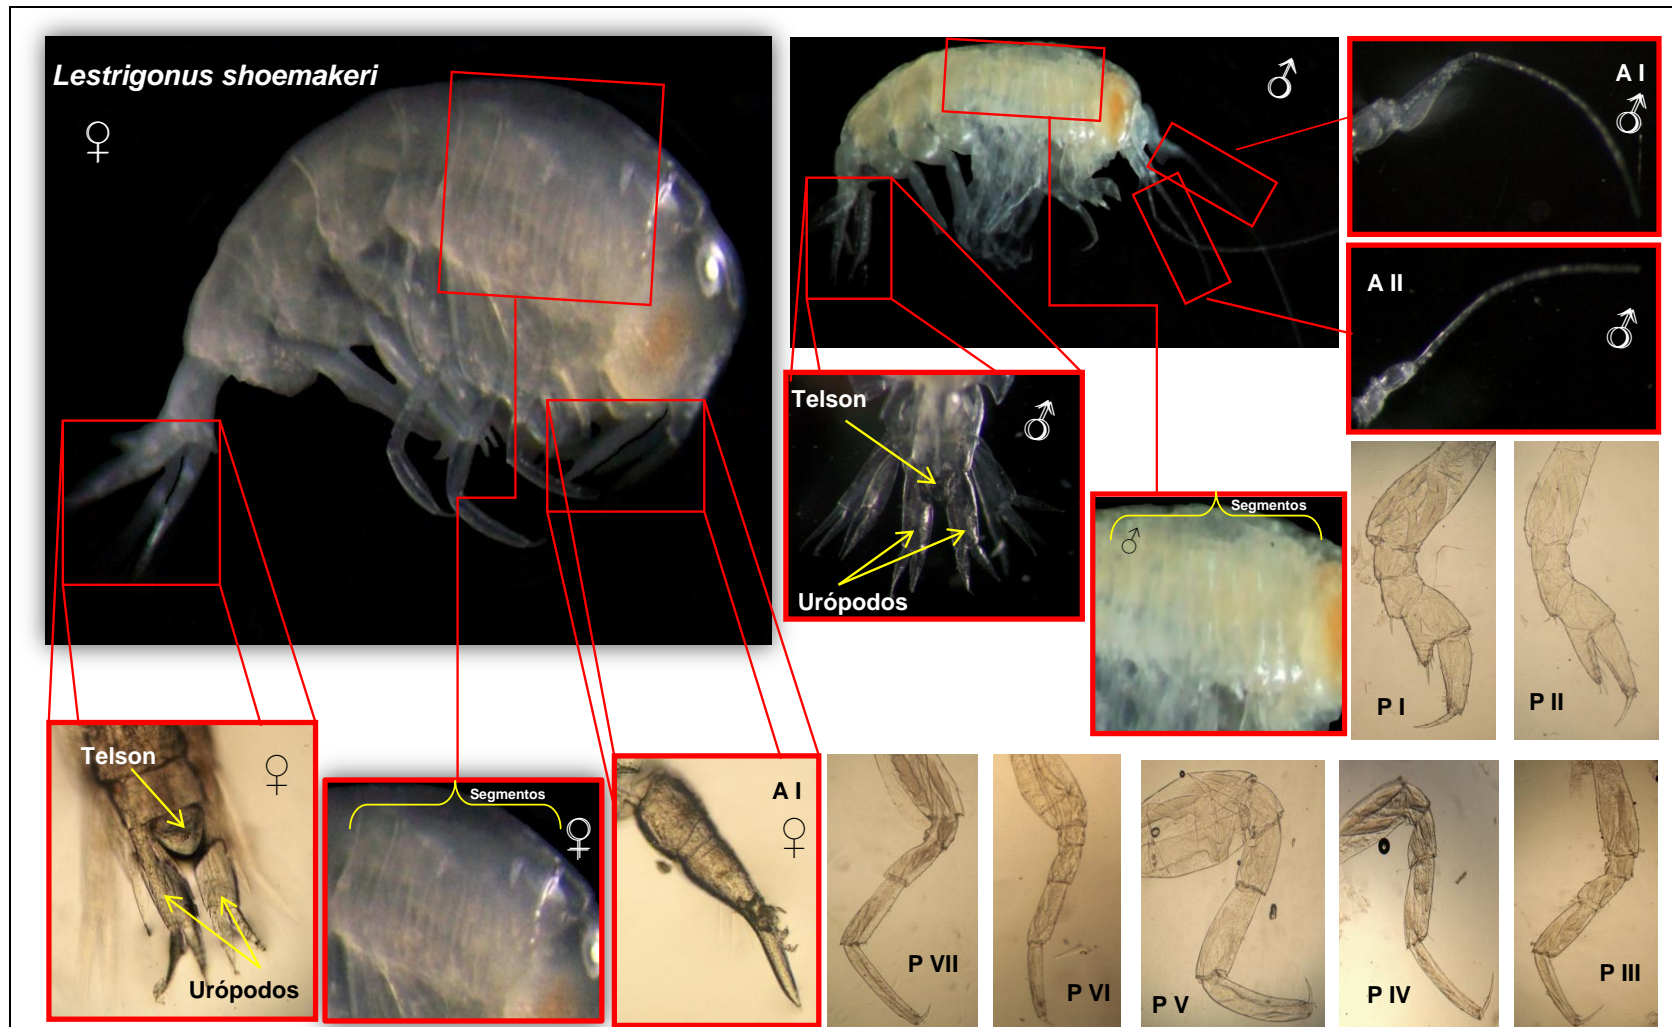 Lestrigonus shoemakeri
♀
♂
A I
♂
A II
♂
Telson
♂
Urópodos
Segmentos
♂
P I
P II
Telson
♀
Urópodos
Segmentos
♀
A I
♀
P VII
P VI
P V
P IV
P III